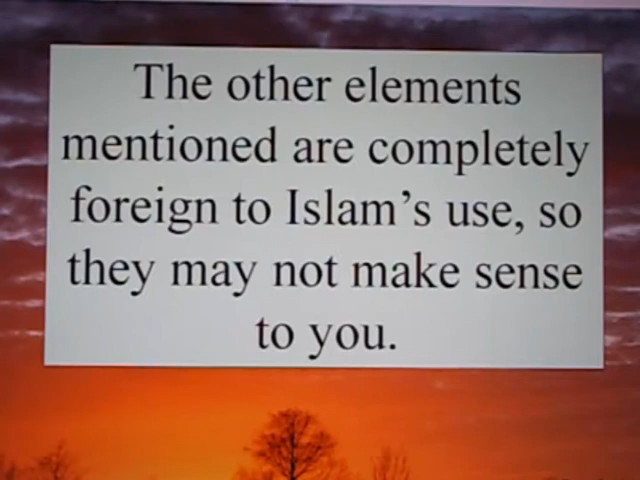 The other elements
mentioned are completely
foreign to Islam’s use, so
they may not make sense
to you.